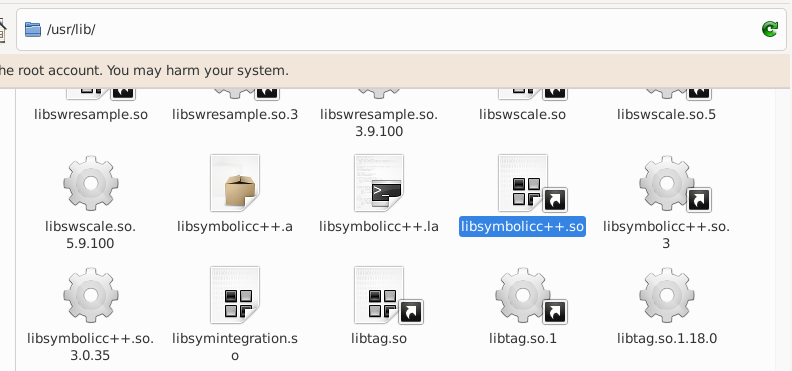 /usr/lib/
he root account. You may harm your system.
libswresample.so
libswresample.so.3
libswresample.so.
3.9.100
libswscale.so
libswscale.so.5
libswscale.so.
5.9.100
libsymbolicc++.a
libsymbolicc++.la
libsymbolicc++.so
libsymbolicc++.so.
3
libsymbolicc++.so.
3.0.35
libsymintegration.s
o
libtag.so
libtag.so.1
libtag.so.1.18.0